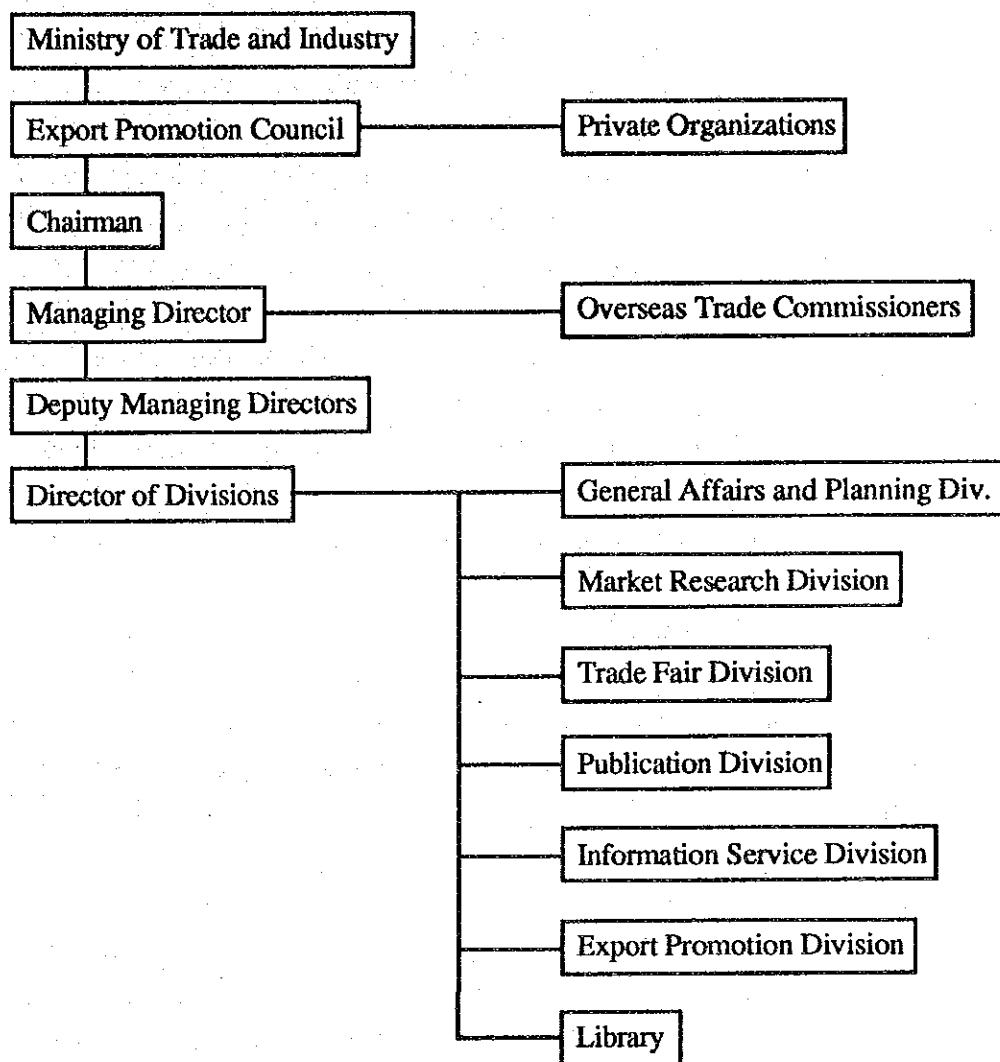 Ministry of Trade and Industry
Export Promotion Council
Private Organizations
Chairman
Managing Director
Overseas Trade Commissioners
Deputy Managing Directors
Director of Divisions
General Affairs and Planning Div.
Market Research Division
Trade Fair Division
Publication Division
Information Service Division
Export Promotion Division
Library